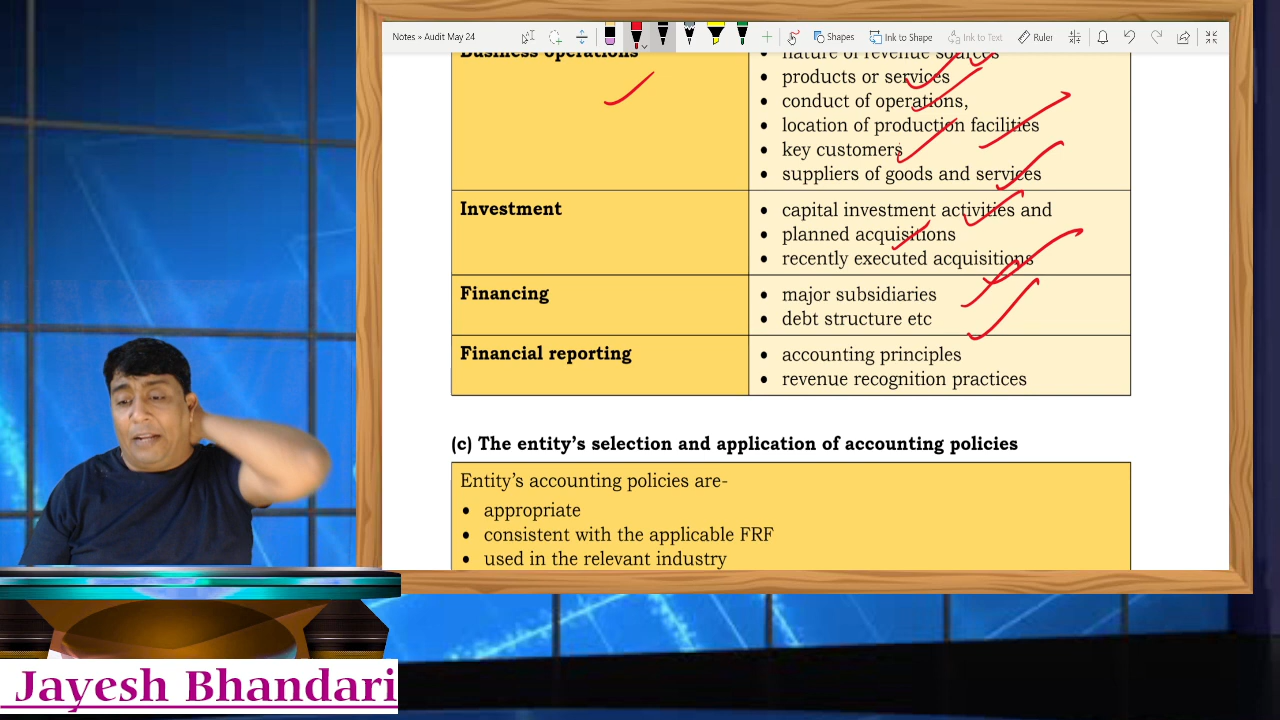 Notes » Audit May 24
Shapes
Ink to Shape
Ink to Text
Ruler
Business operations
• nature of revenue sources
• products or services
• conduct of operations,
• location of production facilities
• key customers
• suppliers of goods and services
Investment
• capital investment activities and
• planned acquisitions
• recently executed acquisitions
Financing
• major subsidiaries
• debt structure etc
Financial reporting
• accounting principles
• revenue recognition practices
(c) The entity's selection and application of accounting policies
Entity's accounting policies are-
• appropriate
• consistent with the applicable FRF
• used in the relevant industry
Jayesh Bhandari